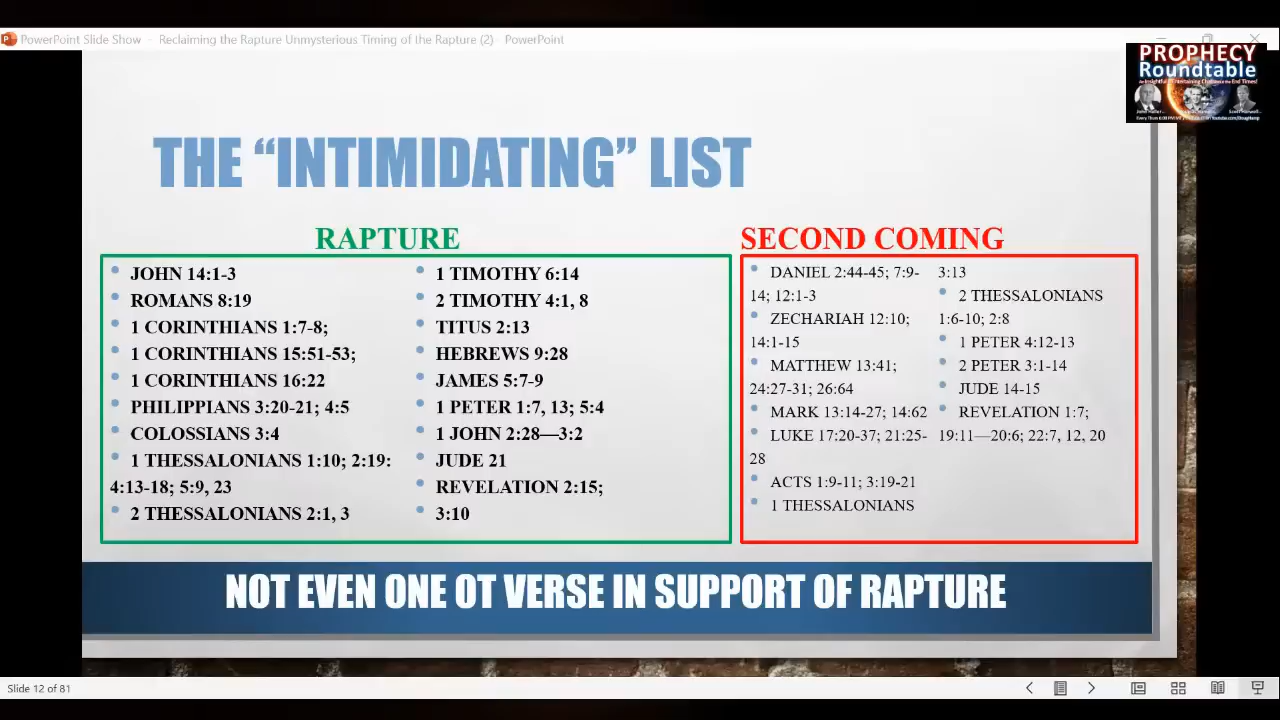 PowerPoint Slide Show - Reclaiming the Rapture Unmysterious Timing of the Rapture (2) - PowerPoint
PROPHECY
Roundtable
THE “INTIMIDATING” LIST
RAPTURE
JOHN 14:1-3
ROMANS 8:19
1 CORINTHIANS 1:7-8;
1 CORINTHIANS 15:51-53;
1 CORINTHIANS 16:22
PHILIPPIANS 3:20-21; 4:5
COLOSSIANS 3:4
1 THESSALONIANS 1:10; 2:19:
4:13-18; 5:9, 23
2 THESSALONIANS 2:1, 3
1 TIMOTHY 6:14
2 TIMOTHY 4:1, 8
TITUS 2:13
HEBREWS 9:28
JAMES 5:7-9
1 PETER 1:7, 13; 5:4
1 JOHN 2:28—3:2
JUDE 21
REVELATION 2:15;
3:10
SECOND COMING
DANIEL 2:44-45; 7:9-
14; 12:1-3
ZECHARIAH 12:10;
14:1-15
MATTHEW 13:41;
24:27-31; 26:64
MARK 13:14-27; 14:62
LUKE 17:20-37; 21:25-
28
ACTS 1:9-11; 3:19-21
1 THESSALONIANS
3:13
2 THESSALONIANS
1:6-10; 2:8
1 PETER 4:12-13
2 PETER 3:1-14
JUDE 14-15
REVELATION 1:7;
19:11—20:6; 22:7, 12, 20
NOT EVEN ONE OT VERSE IN SUPPORT OF RAPTURE
Slide 12 of 81